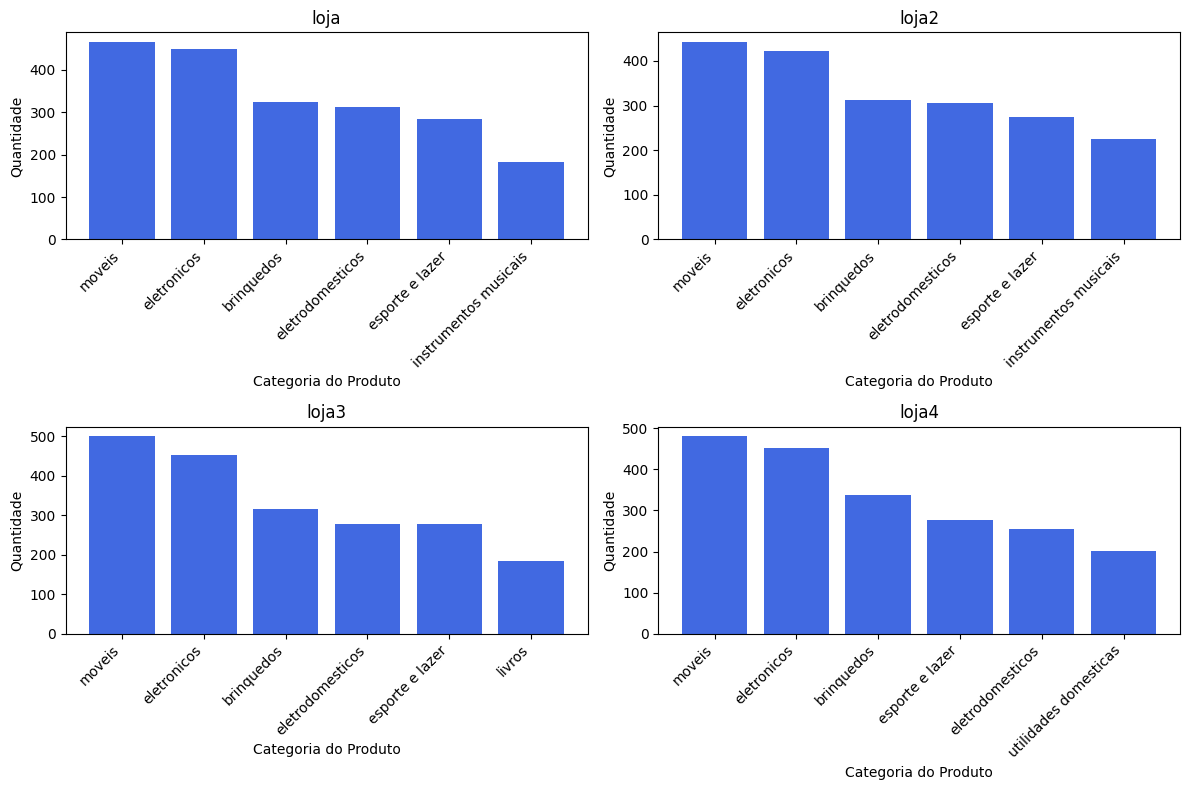 loja
Quantidade
400
300
200
100
0
moveis
eletronicos
brinquedos
eletrodomesticos
esporte e lazer
instrumentos musicais
Categoria do Produto
loja2
Quantidade
400
300
200
100
0
moveis
eletronicos
brinquedos
eletrodomesticos
esporte e lazer
instrumentos musicais
Categoria do Produto
loja3
Quantidade
500
400
300
200
100
0
moveis
eletronicos
brinquedos
eletrodomesticos
esporte e lazer
livros
Categoria do Produto
loja4
Quantidade
500
400
300
200
100
0
moveis
eletronicos
brinquedos
esporte e lazer
eletrodomesticos
utilidades domesticas
Categoria do Produto